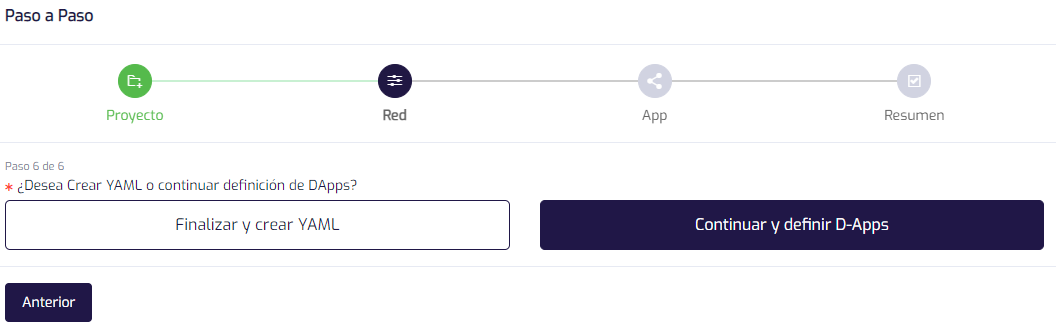 Paso a Paso
Proyecto
Red
App
Resumen
Paso 6 de 6
* ¿Desea Crear YAML o continuar definición de DApps?
Finalizar y crear YAML
Continuar y definir D-Apps
Anterior